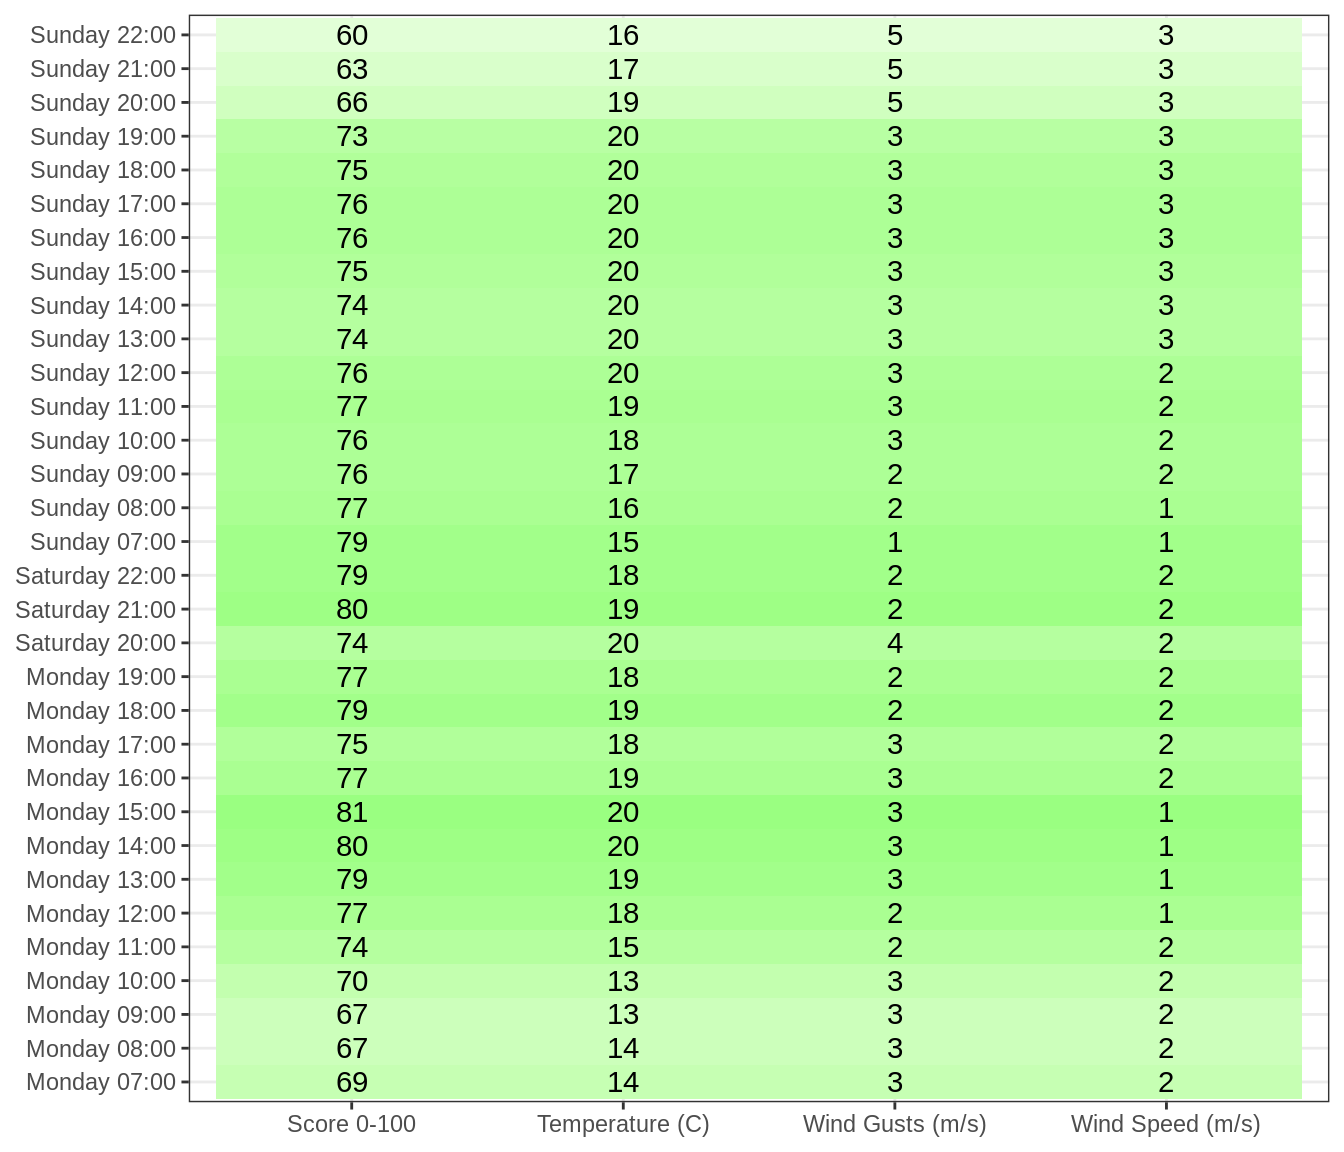 Sunday 22:00 60 16 5 3
Sunday 21:00 63 17 5 3
Sunday 20:00 66 19 5 3
Sunday 19:00 73 20 3 3
Sunday 18:00 75 20 3 3
Sunday 17:00 76 20 3 3
Sunday 16:00 76 20 3 3
Sunday 15:00 75 20 3 3
Sunday 14:00 74 20 3 3
Sunday 13:00 74 20 3 3
Sunday 12:00 76 20 3 2
Sunday 11:00 77 19 3 2
Sunday 10:00 76 18 3 2
Sunday 09:00 76 17 2 2
Sunday 08:00 77 16 2 1
Sunday 07:00 79 15 1 1
Saturday 22:00 79 18 2 2
Saturday 21:00 80 19 2 2
Saturday 20:00 74 20 4 2
Monday 19:00 77 18 2 2
Monday 18:00 79 19 2 2
Monday 17:00 75 18 3 2
Monday 16:00 77 19 3 2
Monday 15:00 81 20 3 1
Monday 14:00 80 20 3 1
Monday 13:00 79 19 3 1
Monday 12:00 77 18 2 1
Monday 11:00 74 15 2 2
Monday 10:00 70 13 3 2
Monday 09:00 67 13 3 2
Monday 08:00 67 14 3 2
Monday 07:00 69 14 3 2
Score 0-100 Temperature (C) Wind Gusts (m/s) Wind Speed (m/s)